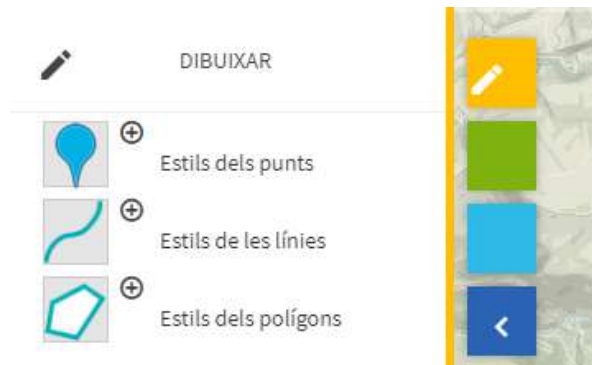 DIBUIXAR
Estils dels punts
Estils de les línies
Estils dels polígons